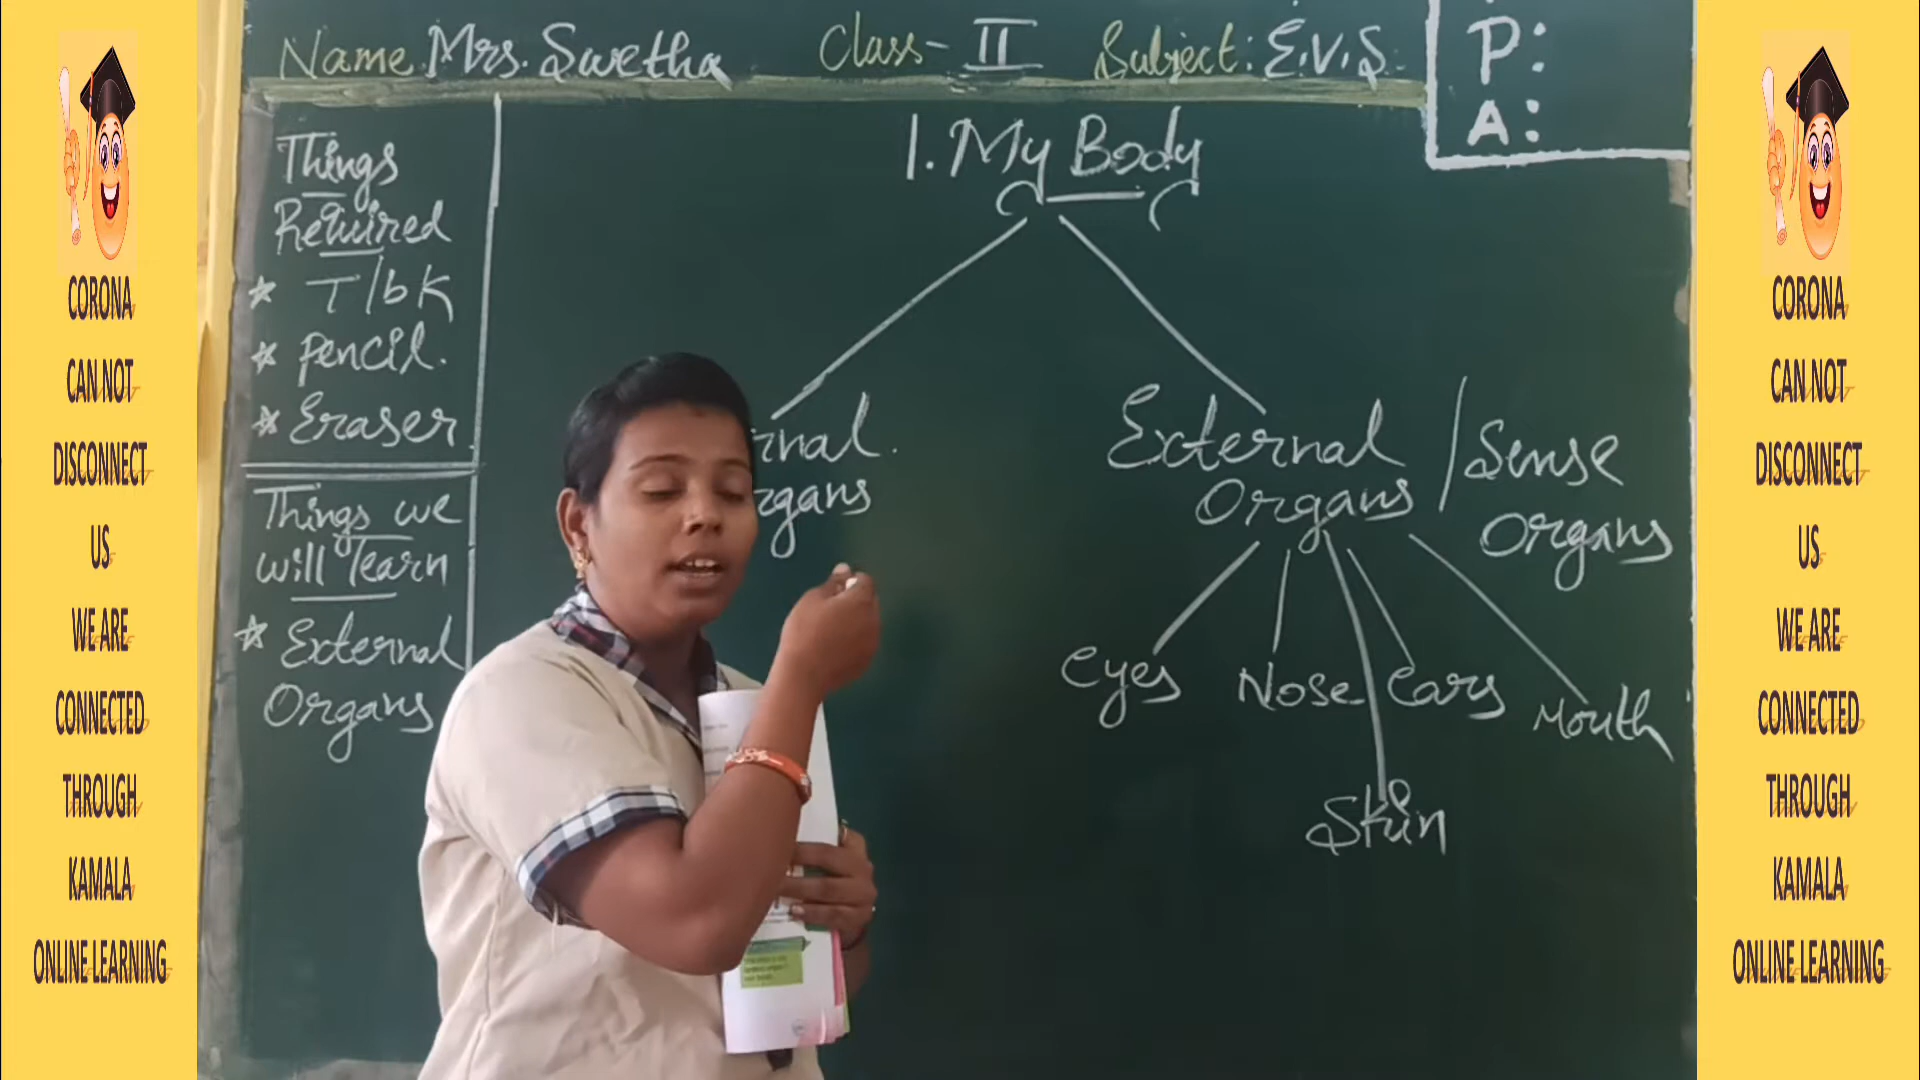 Name: Mrs. Swetha Class - II Subject: E.V.S.
P:
A:
1. My Body
Things
Required
* T/bk
* Pencil.
* Eraser
Things we
will learn
* External
Organs
External
Organs
/ Sense
Organs
eyes
Nose
ears
Mouth
Skin
CORONA
CAN NOT
DISCONNECT
US
WE ARE
CONNECTED
THROUGH
KAMALA
ONLINE LEARNING
CORONA
CAN NOT
DISCONNECT
US
WE ARE
CONNECTED
THROUGH
KAMALA
ONLINE LEARNING